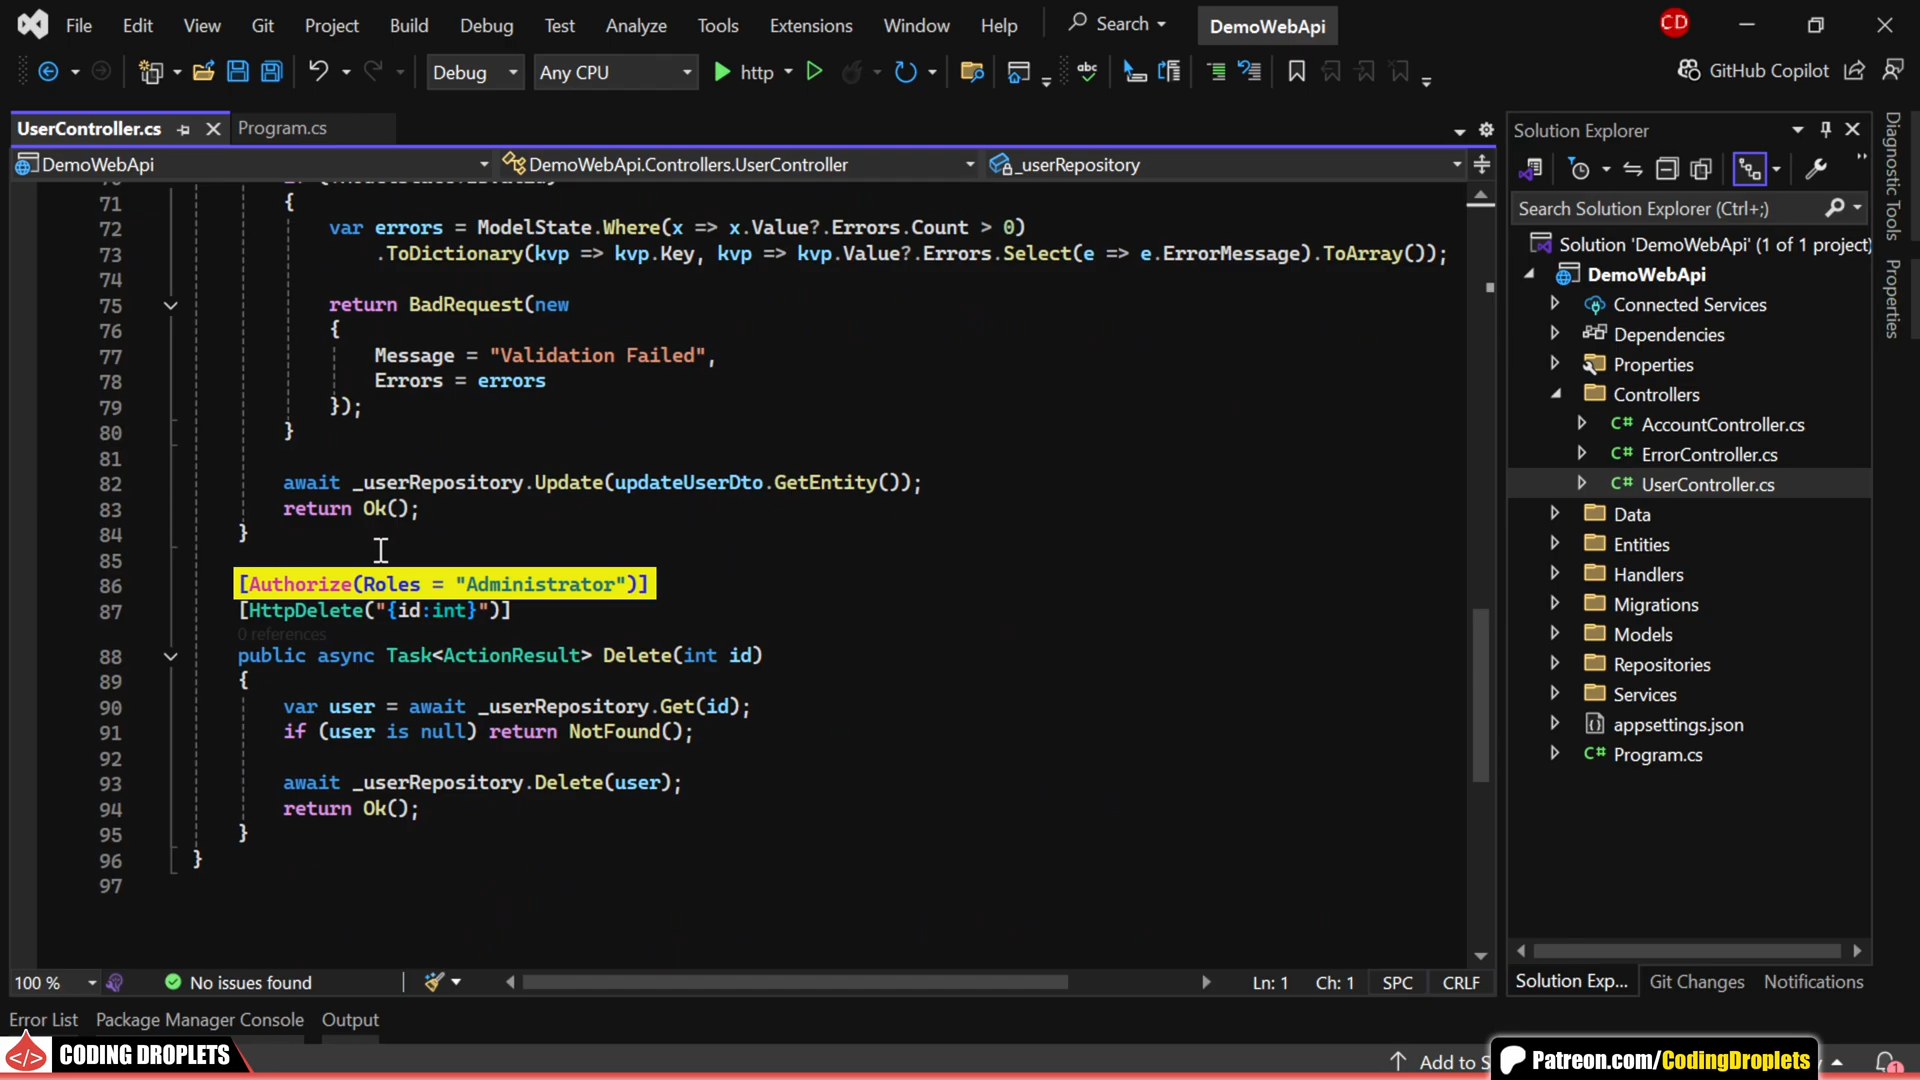 File Edit View Git Project Build Debug Test Analyze Tools Extensions Window Help Search DemoWebApi CD
Debug Any CPU http GitHub Copilot
UserController.cs Program.cs
DemoWebApi DemoWebApi.Controllers.UserController _userRepository
71 {
72 var errors = ModelState.Where(x => x.Value?.Errors.Count > 0)
73 .ToDictionary(kvp => kvp.Key, kvp => kvp.Value?.Errors.Select(e => e.ErrorMessage).ToArray());
74
75 return BadRequest(new
76 {
77 Message = "Validation Failed",
78 Errors = errors
79 });
80 }
81
82 await _userRepository.Update(updateUserDto.GetEntity());
83 return Ok();
84 }
85
86 [Authorize(Roles = "Administrator")]
87 [HttpDelete("{id:int}")]
0 references
88 public async Task<ActionResult> Delete(int id)
89 {
90 var user = await _userRepository.Get(id);
91 if (user is null) return NotFound();
92
93 await _userRepository.Delete(user);
94 return Ok();
95 }
96 }
97
100 % No issues found Ln: 1 Ch: 1 SPC CRLF
Error List Package Manager Console Output
Solution Explorer
Search Solution Explorer (Ctrl+;)
Solution 'DemoWebApi' (1 of 1 project)
DemoWebApi
Connected Services
Dependencies
Properties
Controllers
C# AccountController.cs
C# ErrorController.cs
C# UserController.cs
Data
Entities
Handlers
Migrations
Models
Repositories
Services
appsettings.json
C# Program.cs
Solution Exp... Git Changes Notifications
Diagnostic Tools
Properties
</> CODING DROPLETS
Add to S
Patreon.com/CodingDroplets
1